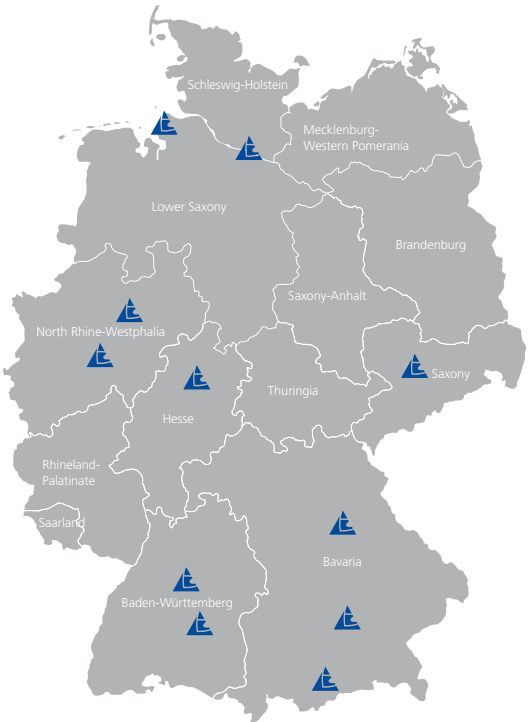 Schleswig-Holstein
Mecklenburg-
Western Pomerania
Lower Saxony
Brandenburg
Saxony-Anhalt
North Rhine-Westphalia
Saxony
Thuringia
Hesse
Rhineland-
Palatinate
Saarland
Bavaria
Baden-Württemberg